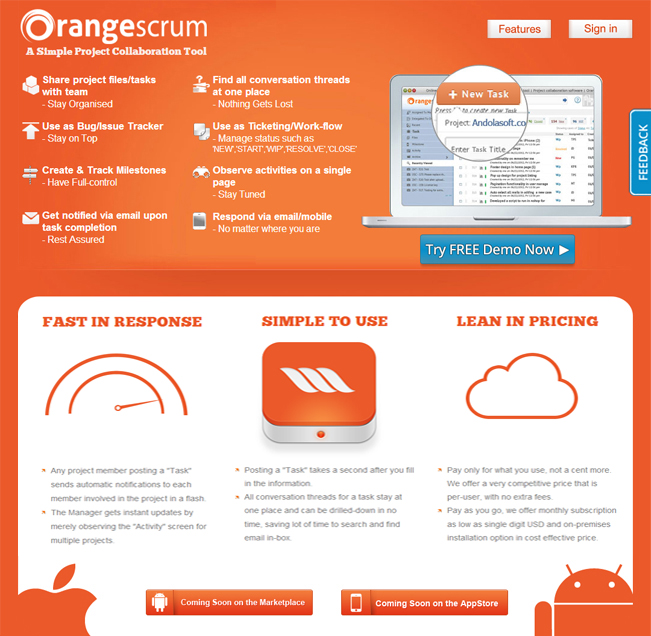 Orangescrum
A Simple Project Collaboration Tool
Features
Sign in
Share project files/tasks
with team
- Stay Organised
Find all conversation threads
at one place
- Nothing Gets Lost
Use as Bug/Issue Tracker
- Stay on Top
Use as Ticketing/Work-flow
- Manage status such as
'NEW,'START','WIP','RESOLVE','CLOSE'
Create & Track Milestones
- Have Full-control
Observe activities on a single
page
- Stay Tuned
Get notified via email upon
task completion
- Rest Assured
Respond via email/mobile
- No matter where you are
+ New Task
to create new Task
Project: Andolasoft.co
Enter Task Title
FEEDBACK
Try FREE Demo Now
FAST IN RESPONSE
SIMPLE TO USE
LEAN IN PRICING
Any project member posting a "Task"
sends automatic notifications to each
member involved in the project in a flash.
The Manager gets instant updates by
merely observing the "Activity" screen for
multiple projects.
Posting a "Task" takes a second after you fill
in the information.
All conversation threads for a task stay at
one place and can be drilled-down in no
time, saving lot of time to search and find
email in-box.
Pay only for what you use, not a cent more.
We offer a very competitive price that is
per-user, with no extra fees.
Pay as you go, we offer monthly subscription
as low as single digit USD and on-premises
installation option in cost effective price.
Coming Soon on the Marketplace
Coming Soon on the AppStore